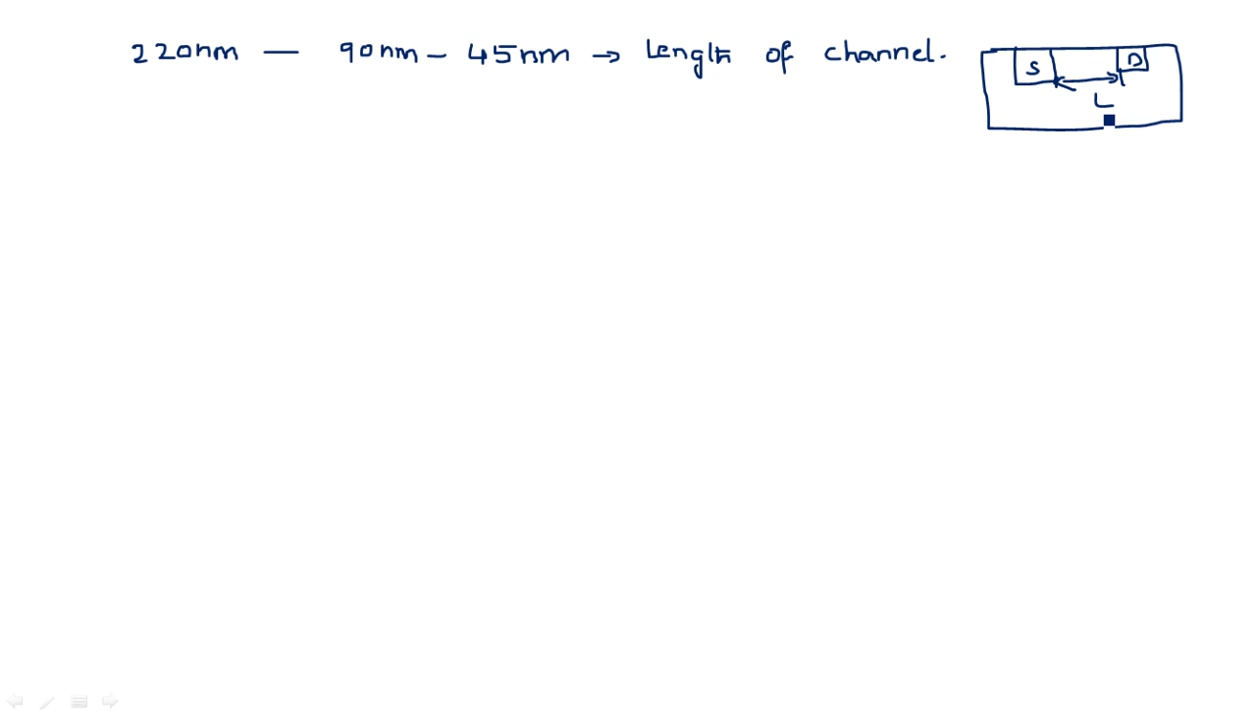 220nm — 90nm – 45nm → Length of channel.
S
D
L